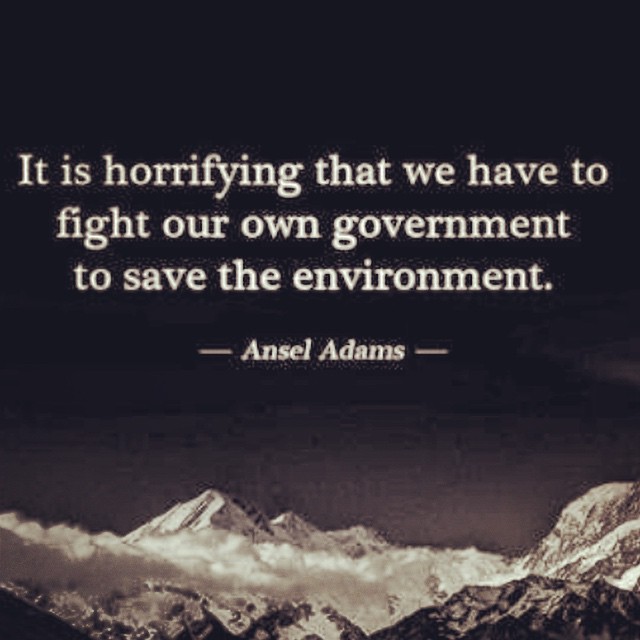 It is horrifying that we have to
fight our own government
to save the environment.
— Ansel Adams —